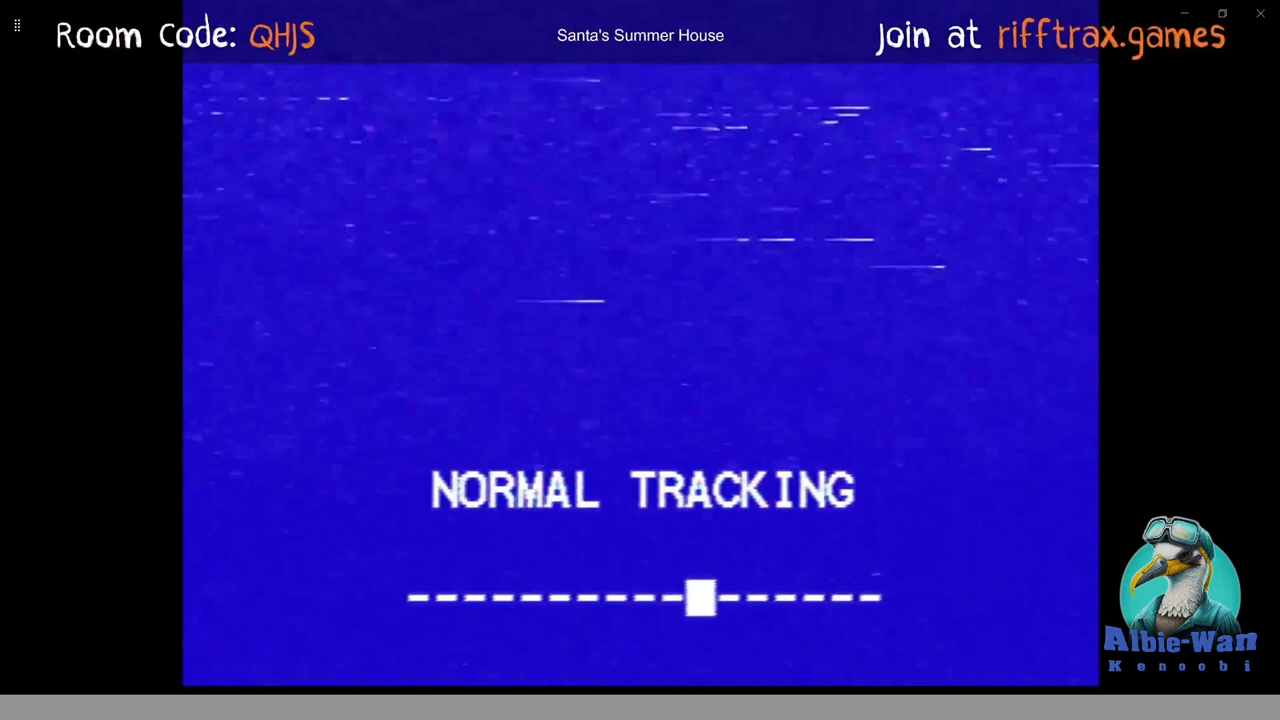 Room Code: QHJS
Santa's Summer House
Join at rifftrax.games
NORMAL TRACKING
Albie-Wan
Kenoobi